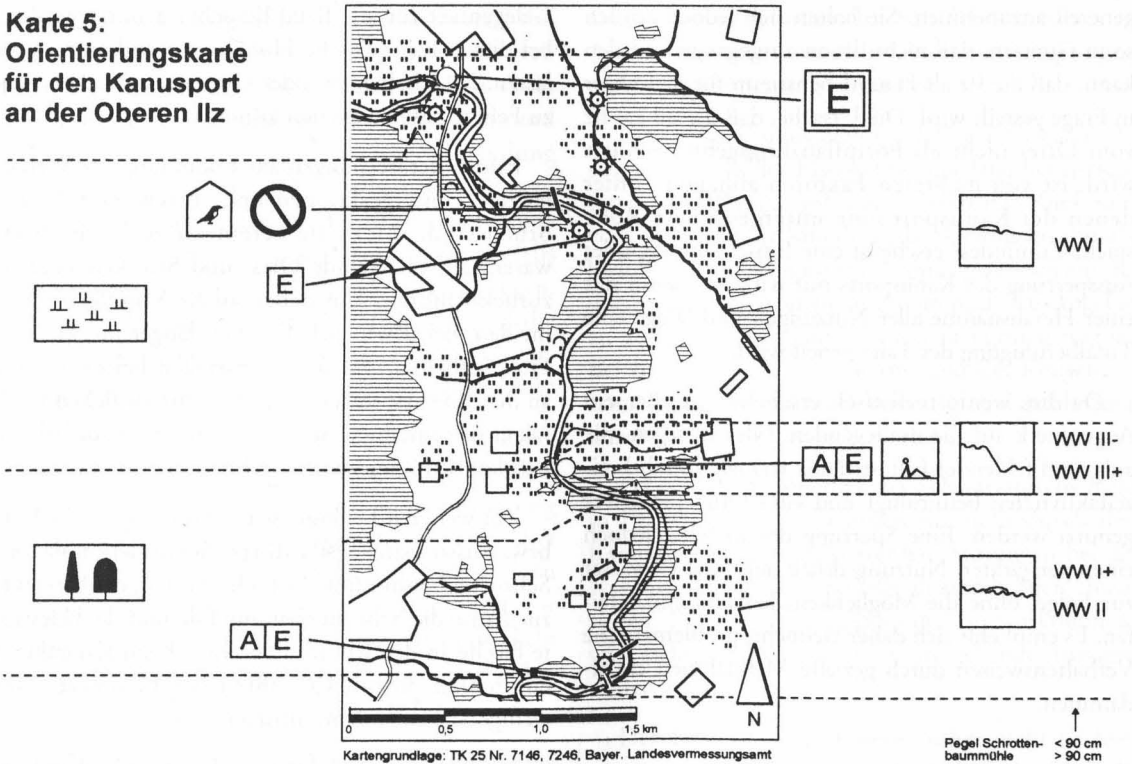 Karte 5:
Orientierungskarte
für den Kanusport
an der Oberen Ilz
E
E
WW I
A E
WW III-
WW III+
WW I+
WW II
A E
N
0 0,5 1,0 1,5 km
Kartengrundlage: TK 25 Nr. 7146, 7246, Bayer. Landesvermessungsamt
Pegel Schrotten- < 90 cm
baummühle > 90 cm